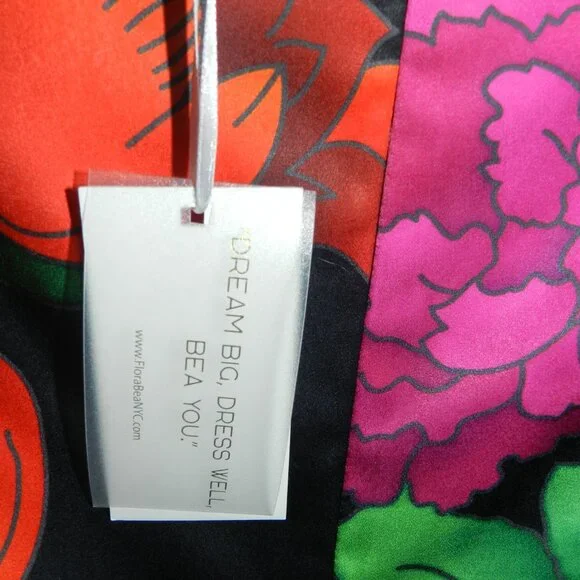 "DREAM BIG, DRESS WELL,
BEA YOU."
www.FloraBeaNYC.com